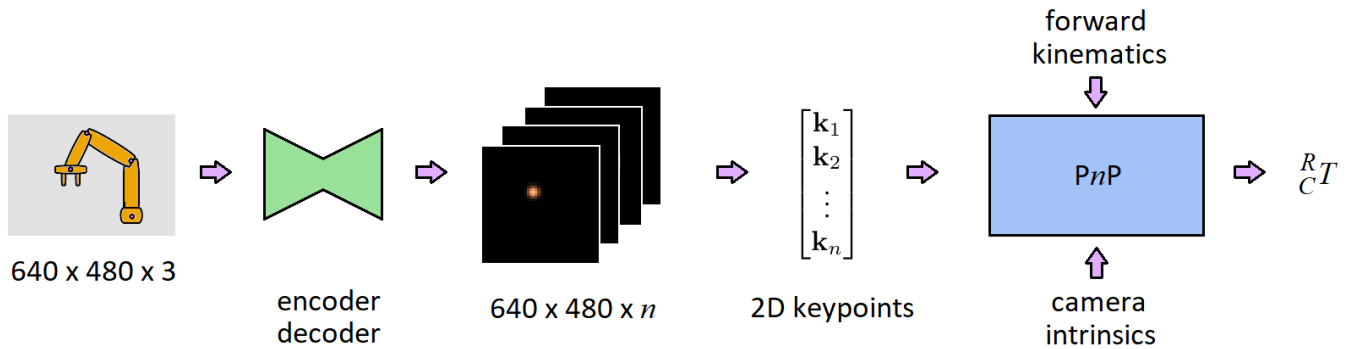 forward
kinematics
k₁
k₂
⋮
kₙ
PnP
ᴿ꜀T
640 x 480 x 3
encoder
decoder
640 x 480 x n
2D keypoints
camera
intrinsics